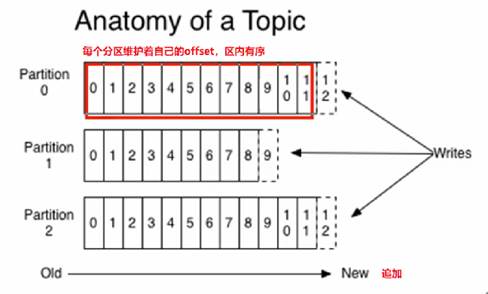 Anatomy of a Topic
每个分区维护着自己的offset，区内有序
Partition 0
0 1 2 3 4 5 6 7 8 9 10 11 12
Partition 1
0 1 2 3 4 5 6 7 8 9
Writes
Partition 2
0 1 2 3 4 5 6 7 8 9 10 11 12
Old New 追加